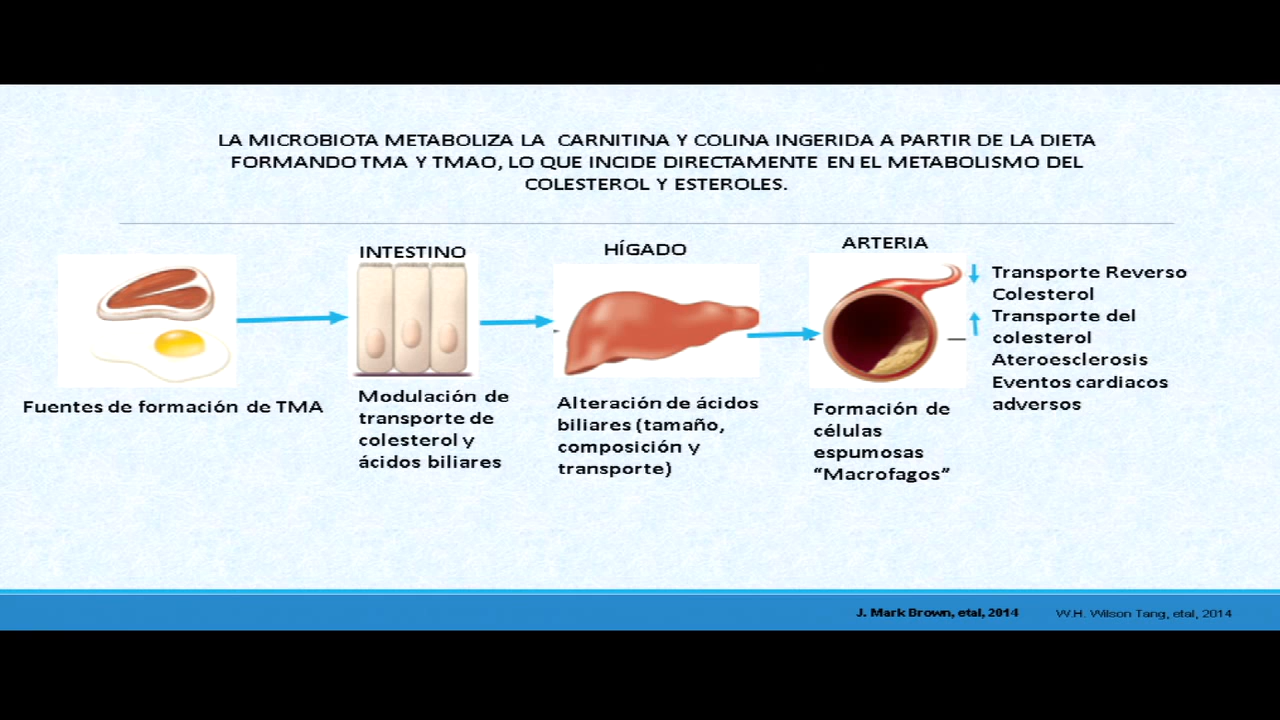 LA MICROBIOTA METABOLIZA LA CARNITINA Y COLINA INGERIDA A PARTIR DE LA DIETA
FORMANDO TMA Y TMAO, LO QUE INCIDE DIRECTAMENTE EN EL METABOLISMO DEL
COLESTEROL Y ESTEROLES.
Fuentes de formación de TMA
INTESTINO
Modulación de
transporte de
colesterol y
ácidos biliares
HÍGADO
Alteración de ácidos
biliares (tamaño,
composición y
transporte)
ARTERIA
Formación de
células
espumosas
“Macrofagos”
Transporte Reverso
Colesterol
Transporte del
colesterol
Ateroesclerosis
Eventos cardiacos
adversos
J. Mark Brown, etal, 2014
W.H. Wilson Tang, etal, 2014